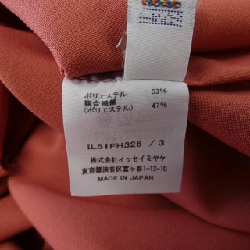 ポリエステル 53%
複合繊維 47%
(ポリエステル)
IL51FH326 / 3
株式会社 イッセイミヤケ
東京都渋谷区富ヶ谷1-12-10
MADE IN JAPAN